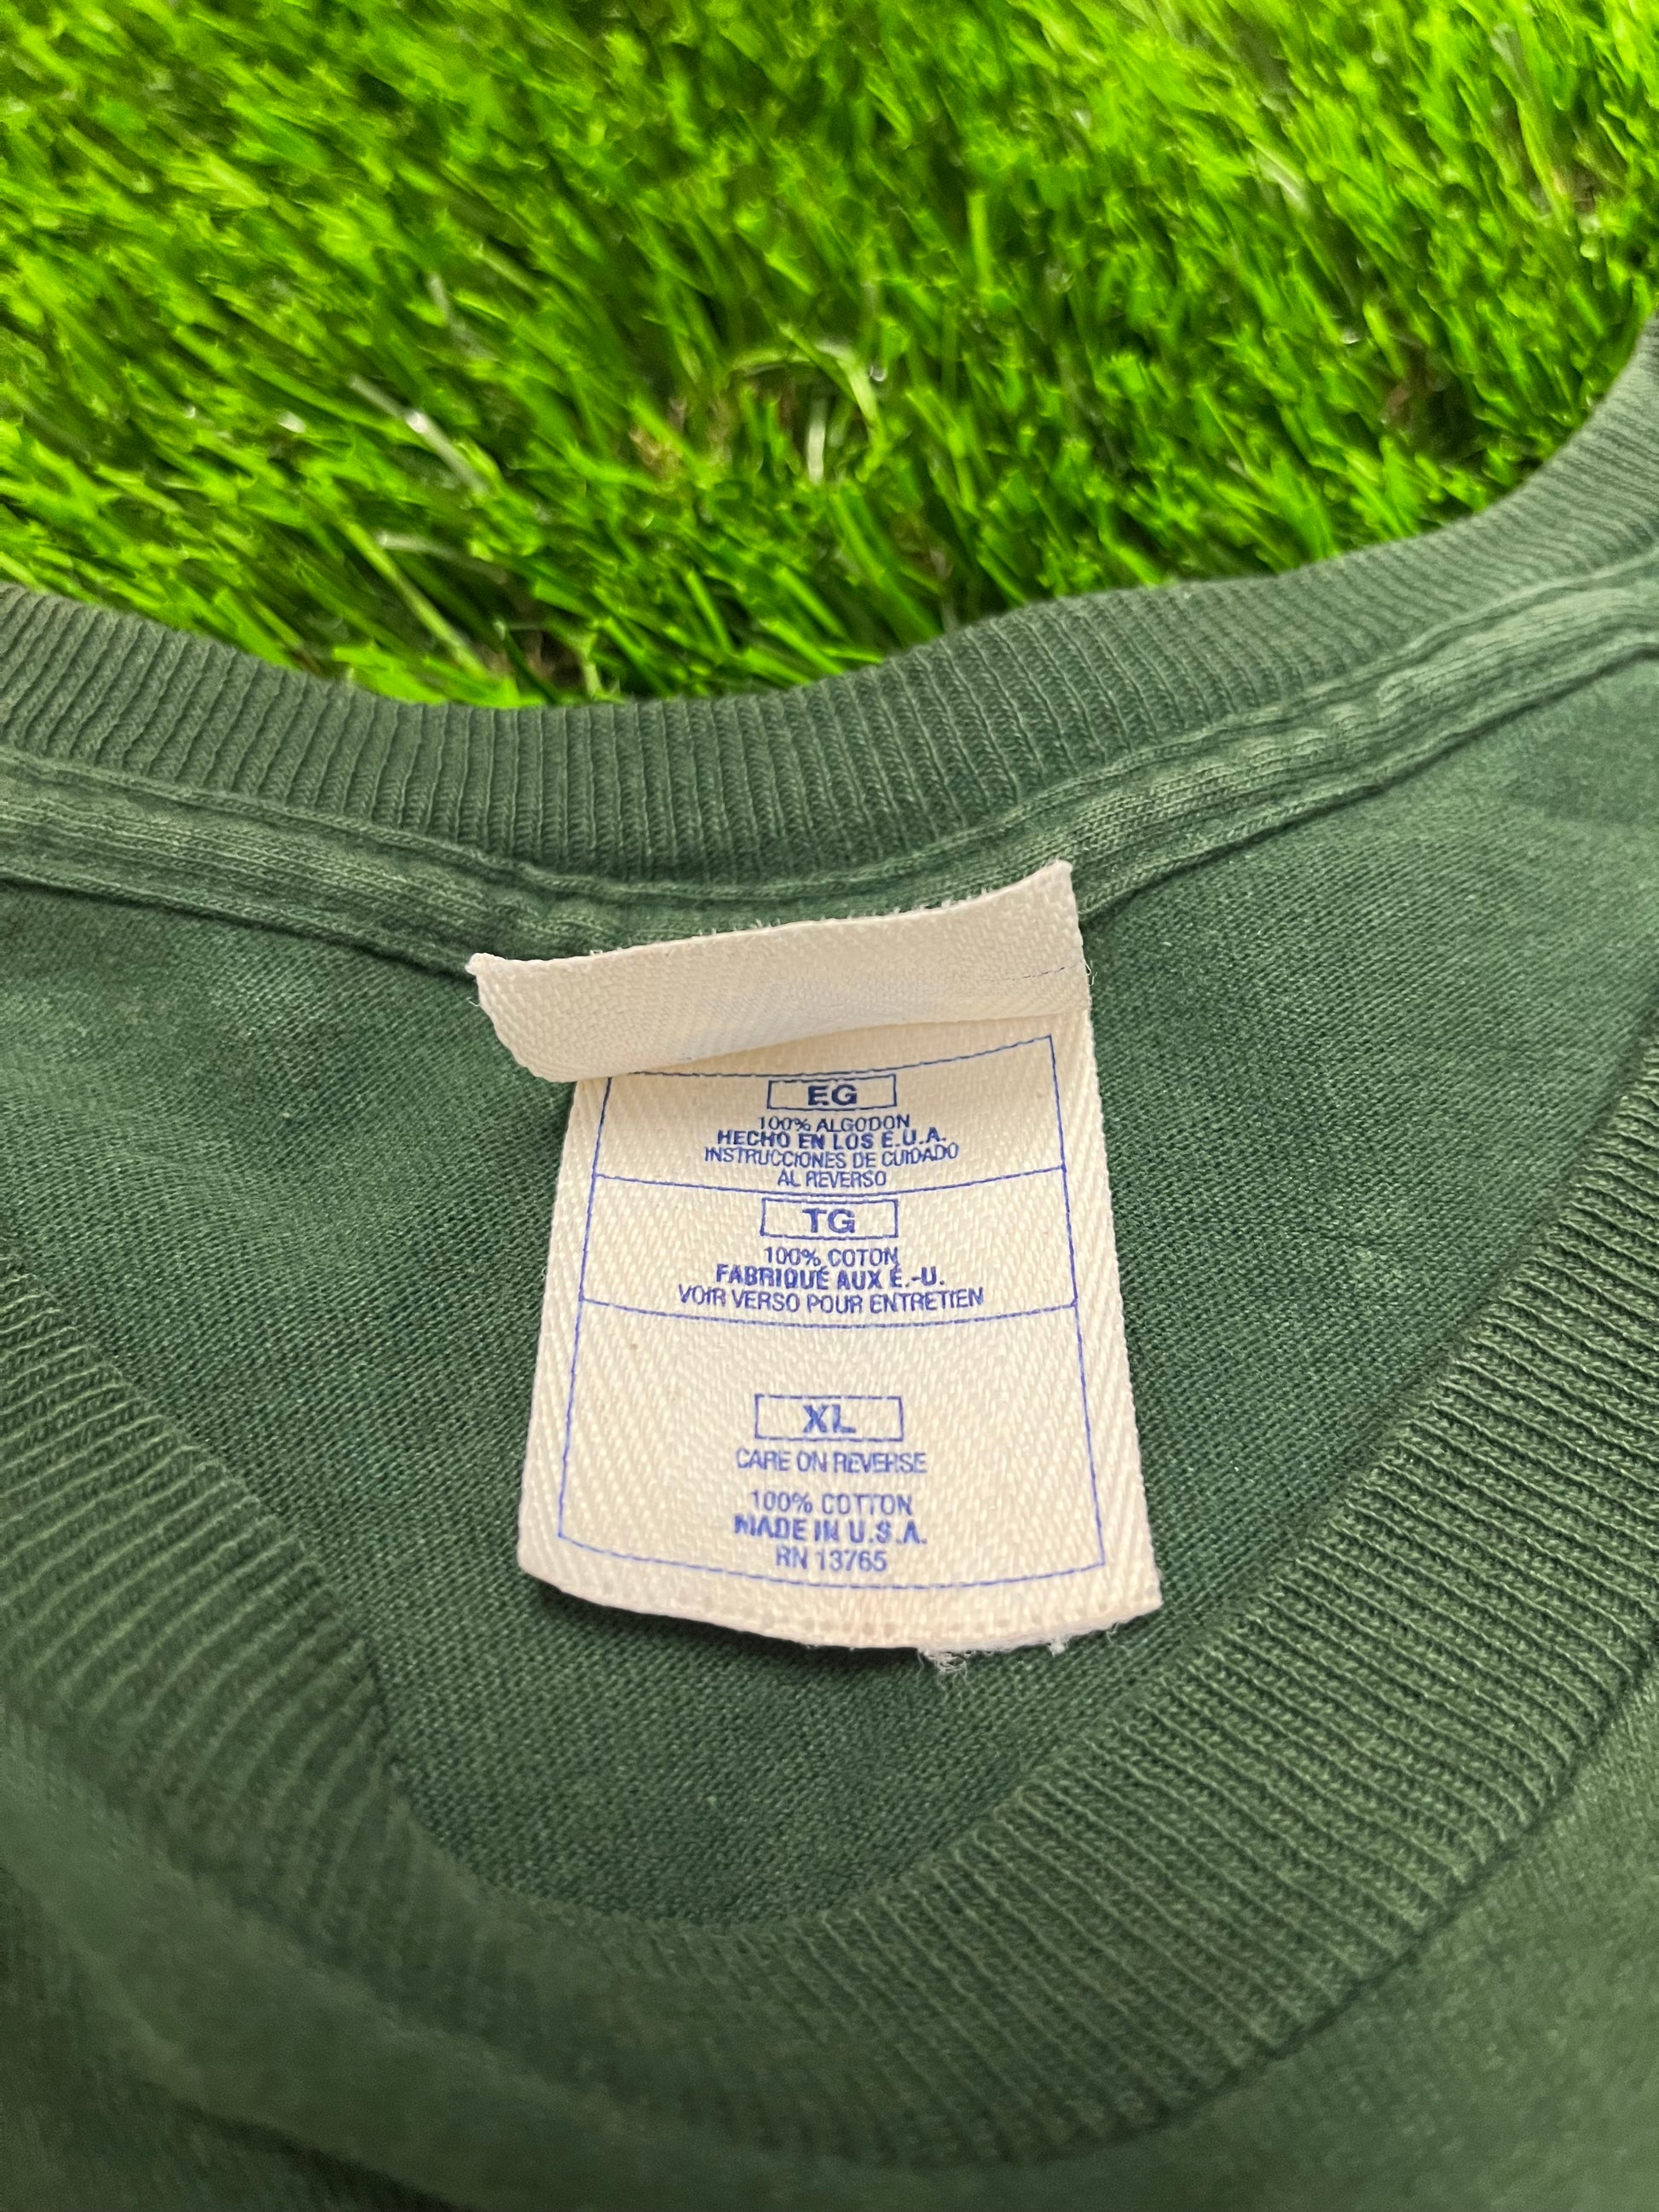 EG
100% ALGODON
HECHO EN LOS E.U.A.
INSTRUCCIONES DE CUIDADO
AL REVERSO
TG
100% COTON
FABRIQUÉ AUX É.-U.
VOIR VERSO POUR ENTRETIEN
XL
CARE ON REVERSE
100% COTTON
MADE IN U.S.A.
RN 13765